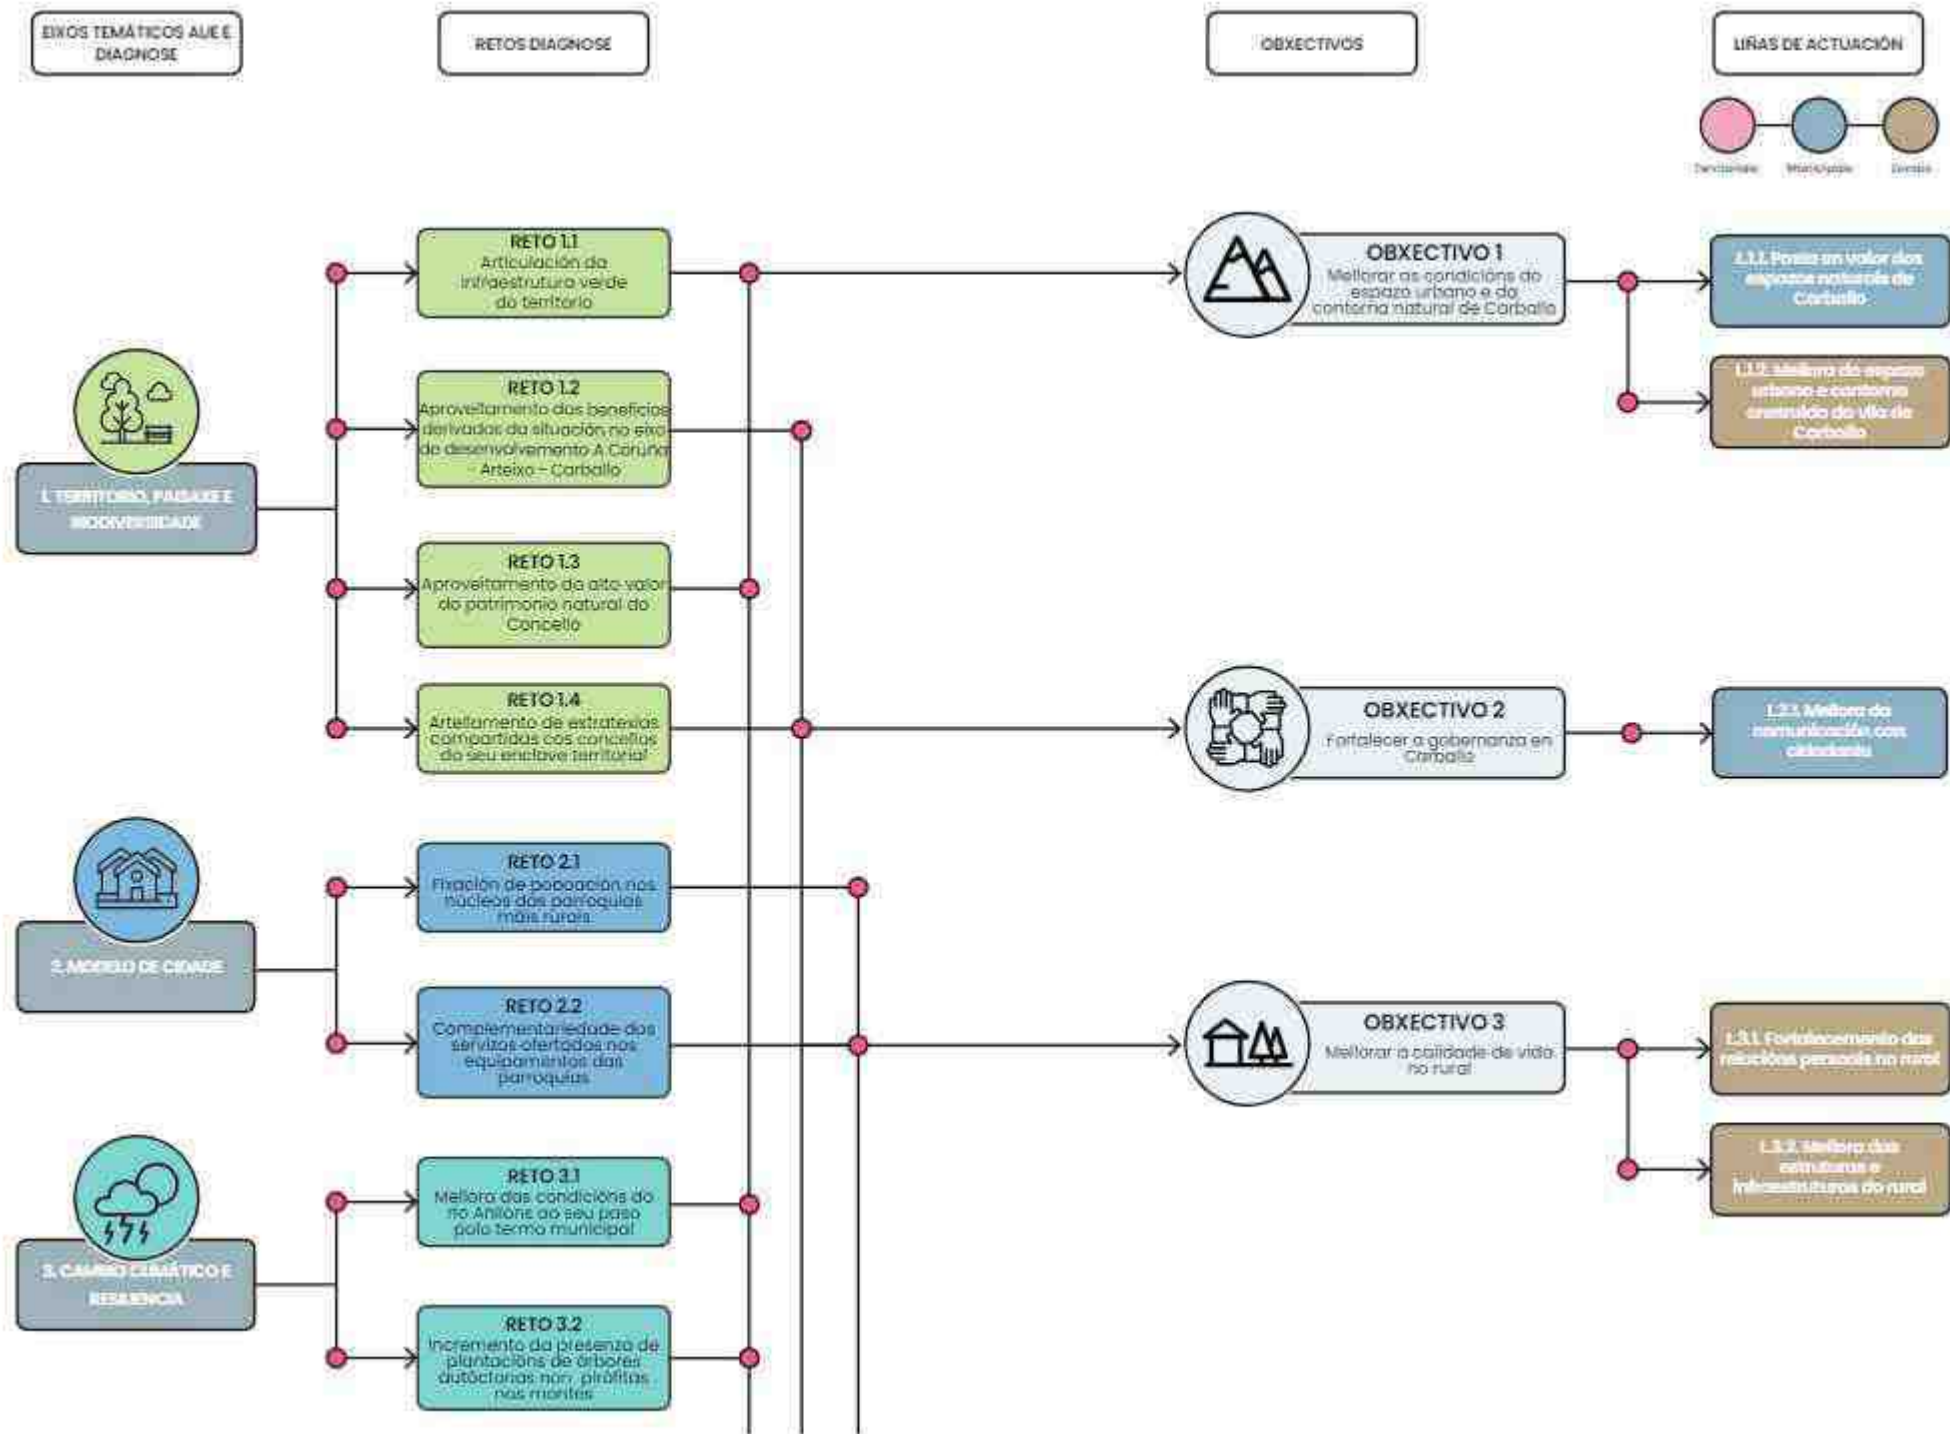 EIXOS TEMÁTICOS AUE E
DIAGNOSE
RETOS DIAGNOSE
OBXECTIVOS
LIÑAS DE ACTUACIÓN
RETO 1.1
Articulación da
infraestrutura verde
do territorio
RETO 1.2
Aproveitamento dos beneficios
derivados da situación no eixo
de desenvolvemento A Coruña
- Arteixo - Carballo
1. TERRITORIO, PAISAXE E
BIODIVERSIDADE
RETO 1.3
Aproveitamento do alto valor
do patrimonio natural do
Concello
RETO 1.4
Artellamento de estratexias
compartidas cos concellos
do seu enclave territorial
OBXECTIVO 1
Mellorar as condicións do
espazo urbano e da
contorna natural de Carballo
1.1.1. Posta en valor dos
espazos naturais de
Carballo
1.1.2. Mellora do espazo
urbano e contorno
construído da vila de
Carballo
OBXECTIVO 2
Fortalecer a gobernanza en
Carballo
1.2.1. Mellora da
comunicación coa
cidadanía
2. MODELO DE CIDADE
RETO 2.1
Fixación de poboación nos
núcleos das parroquias
máis rurais
RETO 2.2
Complementariedade dos
servizos ofertados nos
equipamentos das
parroquias
OBXECTIVO 3
Mellorar a calidade de vida
no rural
1.3.1. Fortalecemento das
relacións persoais no rural
1.3.2. Mellora das
estruturas e
infraestruturas do rural
3. CAMBIO CLIMÁTICO E
RESILIENCIA
RETO 3.1
Mellora das condicións do
río Anllóns ao seu paso
polo termo municipal
RETO 3.2
Incremento da presenza de
plantacións de árbores
autóctonas non pirófitas
nos montes